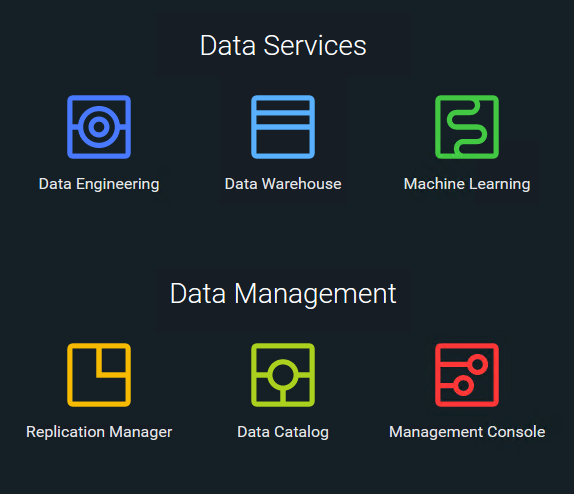 Data Services
Data Engineering
Data Warehouse
Machine Learning
Data Management
Replication Manager
Data Catalog
Management Console